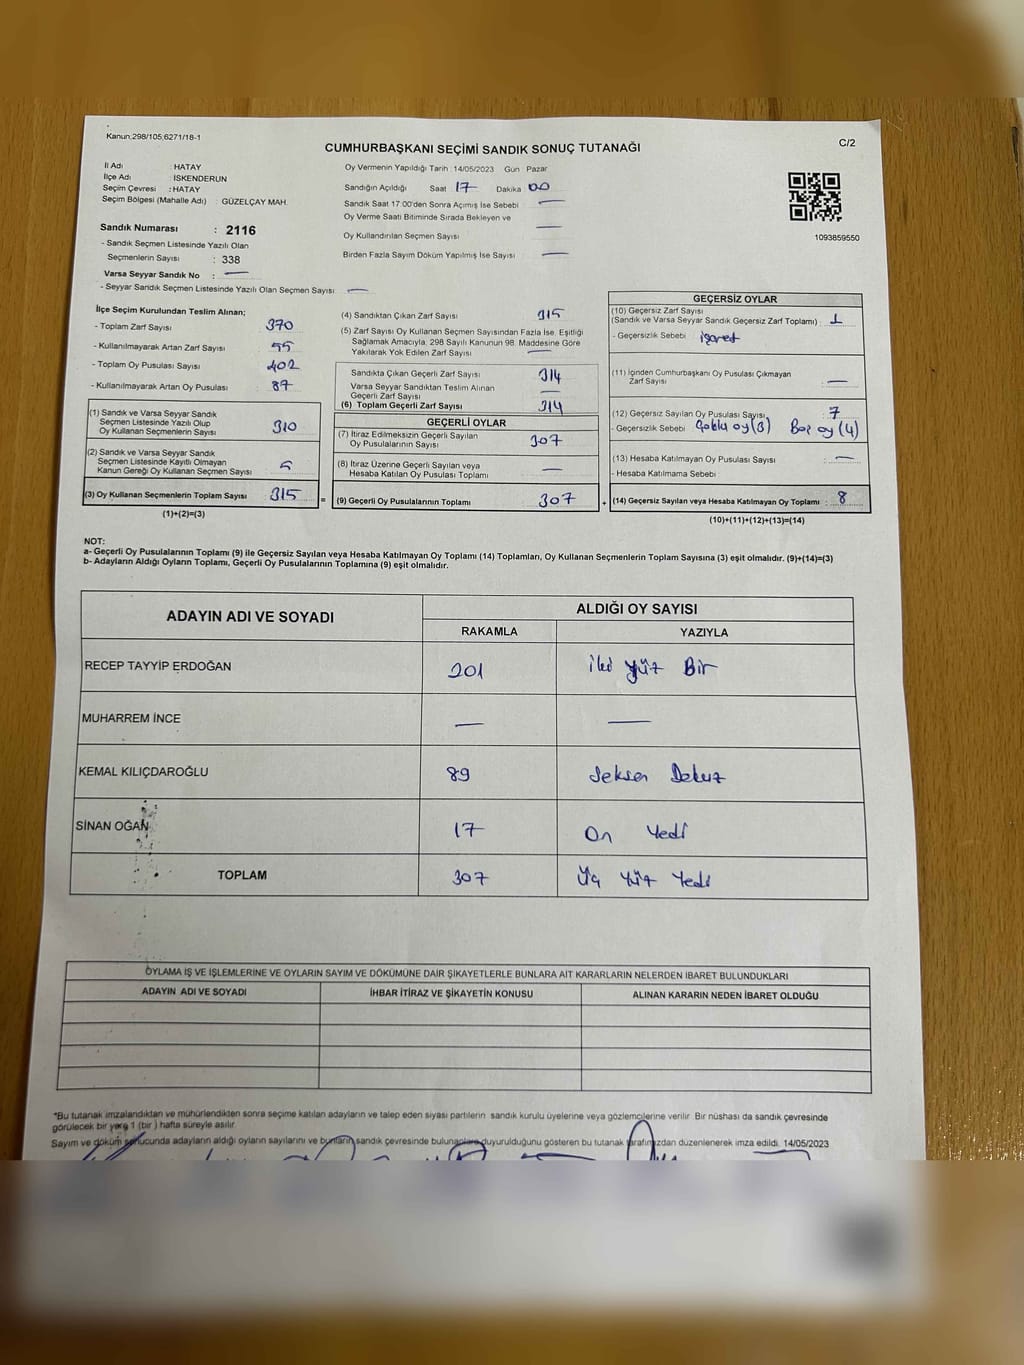 Kanun:298/105,6271/18-1
CUMHURBAŞKANI SEÇİMİ SANDIK SONUÇ TUTANAĞI
C/2
İl Adı : HATAY
İlçe Adı : İSKENDERUN
Seçim Çevresi : HATAY
Seçim Bölgesi (Mahalle Adı) : GÜZELÇAY MAH.
Sandık Numarası : 2116
- Sandık Seçmen Listesinde Yazılı Olan
Seçmenlerin Sayısı : 338
Varsa Seyyar Sandık No : —
- Seyyar Sandık Seçmen Listesinde Yazılı Olan Seçmen Sayısı : —
Oy Vermenin Yapıldığı Tarih : 14/05/2023 Gün Pazar
Sandığın Açıldığı Saat 17 Dakika 00
Sandık Saat 17:00'den Sonra Açımış İse Sebebi —
Oy Verme Saati Bitiminde Sırada Bekleyen ve
Oy Kullandırılan Seçmen Sayısı —
Birden Fazla Sayım Döküm Yapılmış İse Sayısı —
1093859550
İlçe Seçim Kurulundan Teslim Alınan;
- Toplam Zarf Sayısı 370
- Kullanılmayarak Artan Zarf Sayısı 55
- Toplam Oy Pusulası Sayısı 402
- Kullanılmayarak Artan Oy Pusulası 87
(1) Sandık ve Varsa Seyyar Sandık
Seçmen Listesinde Yazılı Olup
Oy Kullanan Seçmenlerin Sayısı 310
(2) Sandık ve Varsa Seyyar Sandık
Seçmen Listesinde Kayıtlı Olmayan
Kanun Gereği Oy Kullanan Seçmen Sayısı 5
(3) Oy Kullanan Seçmenlerin Toplam Sayısı 315 =
(1)+(2)=(3)
(4) Sandıktan Çıkan Zarf Sayısı 315
(5) Zarf Sayısı Oy Kullanan Seçmen Sayısından Fazla İse, Eşitliği
Sağlamak Amacıyla, 298 Sayılı Kanunun 98. Maddesine Göre
Yakılarak Yok Edilen Zarf Sayısı —
Sandıkta Çıkan Geçerli Zarf Sayısı 314
Varsa Seyyar Sandıktan Teslim Alınan
Geçerli Zarf Sayısı —
(6) Toplam Geçerli Zarf Sayısı 314
GEÇERLİ OYLAR
(7) İtiraz Edilmeksizin Geçerli Sayılan
Oy Pusulalarının Sayısı 307
(8) İtiraz Üzerine Geçerli Sayılan veya
Hesaba Katılan Oy Pusulası Toplamı —
(9) Geçerli Oy Pusulalarının Toplamı 307 +
GEÇERSİZ OYLAR
(10) Geçersiz Zarf Sayısı
(Sandık ve Varsa Seyyar Sandık Geçersiz Zarf Toplamı) : 1
- Geçersizlik Sebebi : işaret
(11) İçinden Cumhurbaşkanı Oy Pusulası Çıkmayan
Zarf Sayısı : —
(12) Geçersiz Sayılan Oy Pusulası Sayısı : 7
- Geçersizlik Sebebi : Çoklu oy (3) Boş oy (4)
(13) Hesaba Katılmayan Oy Pusulası Sayısı : —
- Hesaba Katılmama Sebebi :
(14) Geçersiz Sayılan veya Hesaba Katılmayan Oy Toplamı : 8
(10)+(11)+(12)+(13)=(14)
NOT:
a- Geçerli Oy Pusulalarının Toplamı (9) ile Geçersiz Sayılan veya Hesaba Katılmayan Oy Toplamı (14) Toplamları, Oy Kullanan Seçmenlerin Toplam Sayısına (3) eşit olmalıdır. (9)+(14)=(3)
b- Adayların Aldığı Oyların Toplamı, Geçerli Oy Pusulalarının Toplamına (9) eşit olmalıdır.
ADAYIN ADI VE SOYADI
ALDIĞI OY SAYISI
RAKAMLA YAZIYLA
RECEP TAYYİP ERDOĞAN 201 iki yüz Bir
MUHARREM İNCE — —
KEMAL KILIÇDAROĞLU 89 Seksen Dokuz
SİNAN OĞAN 17 On Yedi
TOPLAM 307 Üç Yüz Yedi
OYLAMA İŞ VE İŞLEMLERİNE VE OYLARIN SAYIM VE DÖKÜMÜNE DAİR ŞİKAYETLERLE BUNLARA AİT KARARLARIN NELERDEN İBARET BULUNDUKLARI
ADAYIN ADI VE SOYADI İHBAR İTİRAZ VE ŞİKAYETİN KONUSU ALINAN KARARIN NEDEN İBARET OLDUĞU
*Bu tutanak imzalandıktan ve mühürlendikten sonra seçime katılan adayların ve talep eden siyasi partilerin sandık kurulu üyelerine veya gözlemcilerine verilir. Bir nüshası da sandık çevresinde
görülecek bir yere 1 (bir) hafta süreyle asılır.
Sayım ve döküm sonucunda adayların aldığı oyların sayılarını ve bunların sandık çevresinde bulunanlara duyurulduğunu gösteren bu tutanak tarafımızdan düzenlenerek imza edildi. 14/05/2023